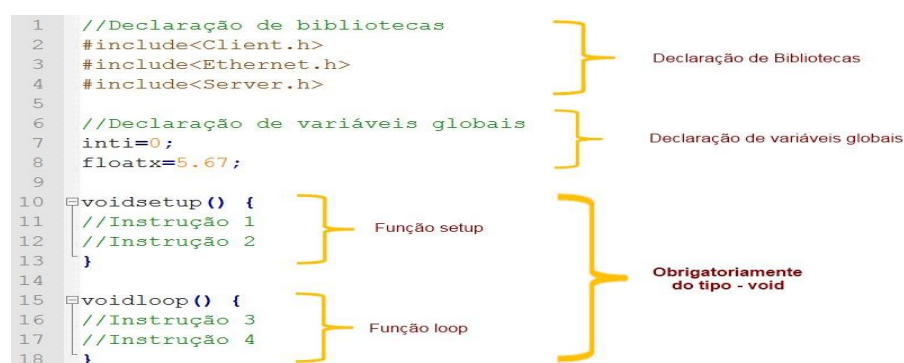 1 //Declaração de bibliotecas
2 #include<Client.h>
3 #include<Ethernet.h>
4 #include<Server.h>
5
6 //Declaração de variáveis globais
7 inti=0;
8 floatx=5.67;
9
10 voidsetup() {
11 //Instrução 1
12 //Instrução 2
13 }
14
15 voidloop() {
16 //Instrução 3
17 //Instrução 4
18 }
Declaração de Bibliotecas
Declaração de variáveis globais
Função setup
Obrigatoriamente
do tipo - void
Função loop